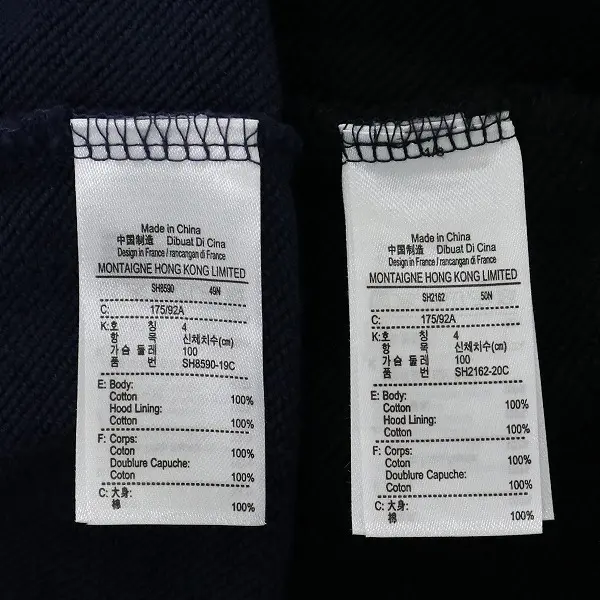 Made in China
中国制造 Dibuat Di Cina
Design in France / rancangan di France
MONTAIGNE HONG KONG LIMITED
SH8590 49N
C: 175/92A
K: 호 칭 4
항 목 신체치수(cm)
가슴 둘레 100
품 번 SH8590-19C
E: Body:
Cotton 100%
Hood Lining:
Cotton 100%
F: Corps:
Coton 100%
Doublure Capuche:
Coton 100%
C: 大身:
棉 100%
Made in China
中国制造 Dibuat Di Cina
Design in France / rancangan di France
MONTAIGNE HONG KONG LIMITED
SH2162 50N
C: 175/92A
K: 호 칭 4
항 목 신체치수(cm)
가슴 둘레 100
품 번 SH2162-20C
E: Body:
Cotton 100%
Hood Lining:
Cotton 100%
F: Corps:
Coton 100%
Doublure Capuche:
Coton 100%
C: 大身:
棉 100%